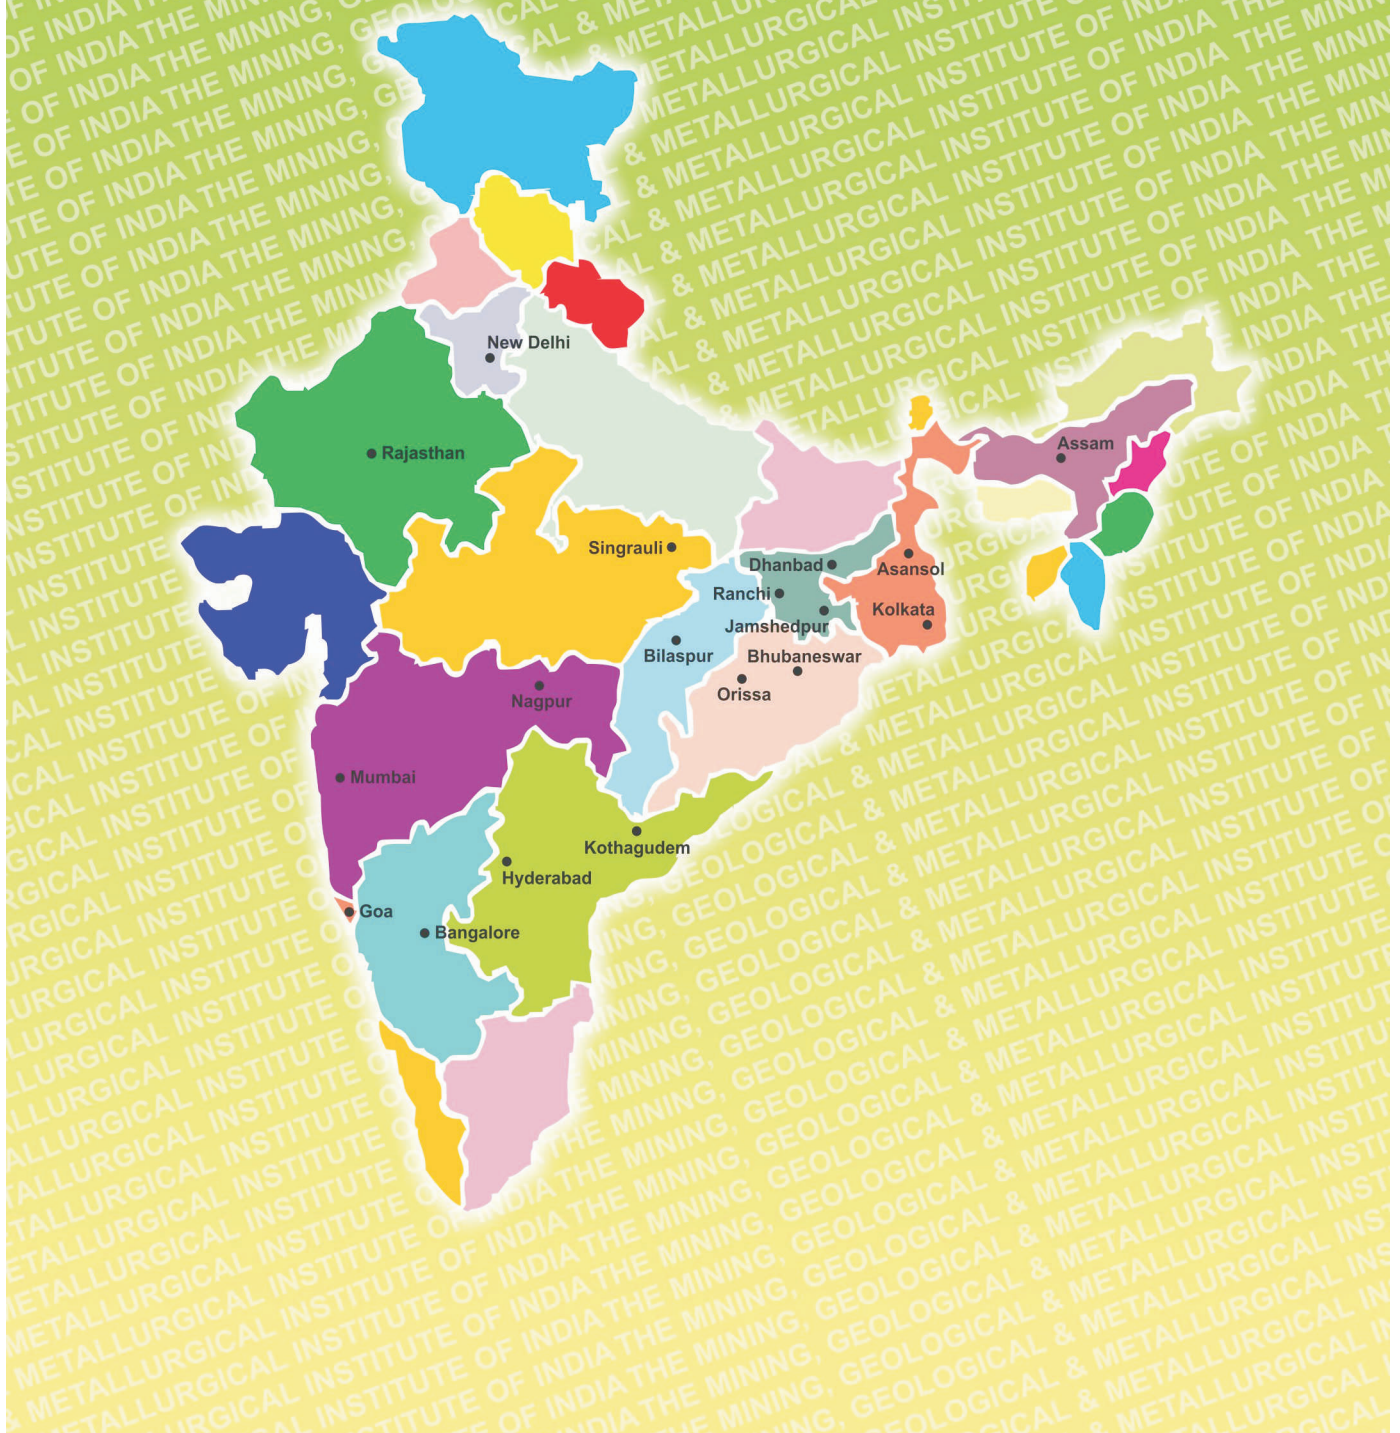 New Delhi
Rajasthan
Assam
Singrauli
Dhanbad
Asansol
Ranchi
Kolkata
Jamshedpur
Bilaspur
Bhubaneswar
Orissa
Nagpur
Mumbai
Kothagudem
Hyderabad
Goa
Bangalore
THE MINING, GEOLOGICAL & METALLURGICAL INSTITUTE OF INDIA